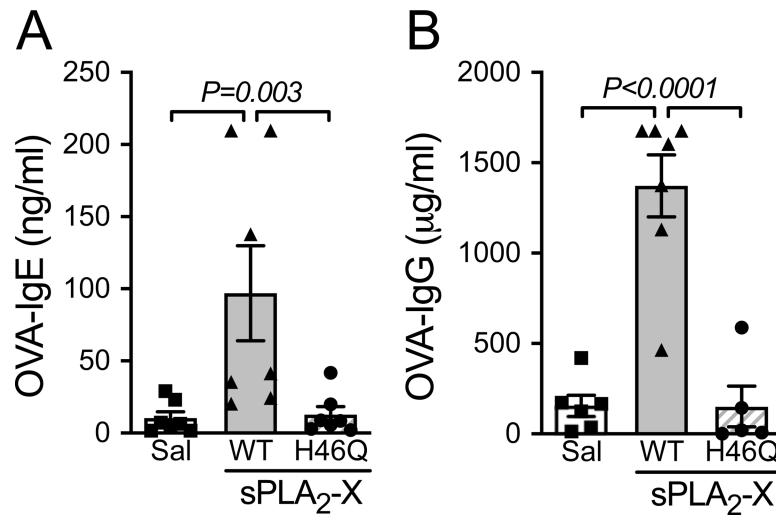 A
OVA-IgE (ng/ml)
250
200
150
100
50
0
P=0.003
Sal WT H46Q
sPLA₂-X
B
OVA-IgG (μg/ml)
2000
1500
1000
500
0
P<0.0001
Sal WT H46Q
sPLA₂-X